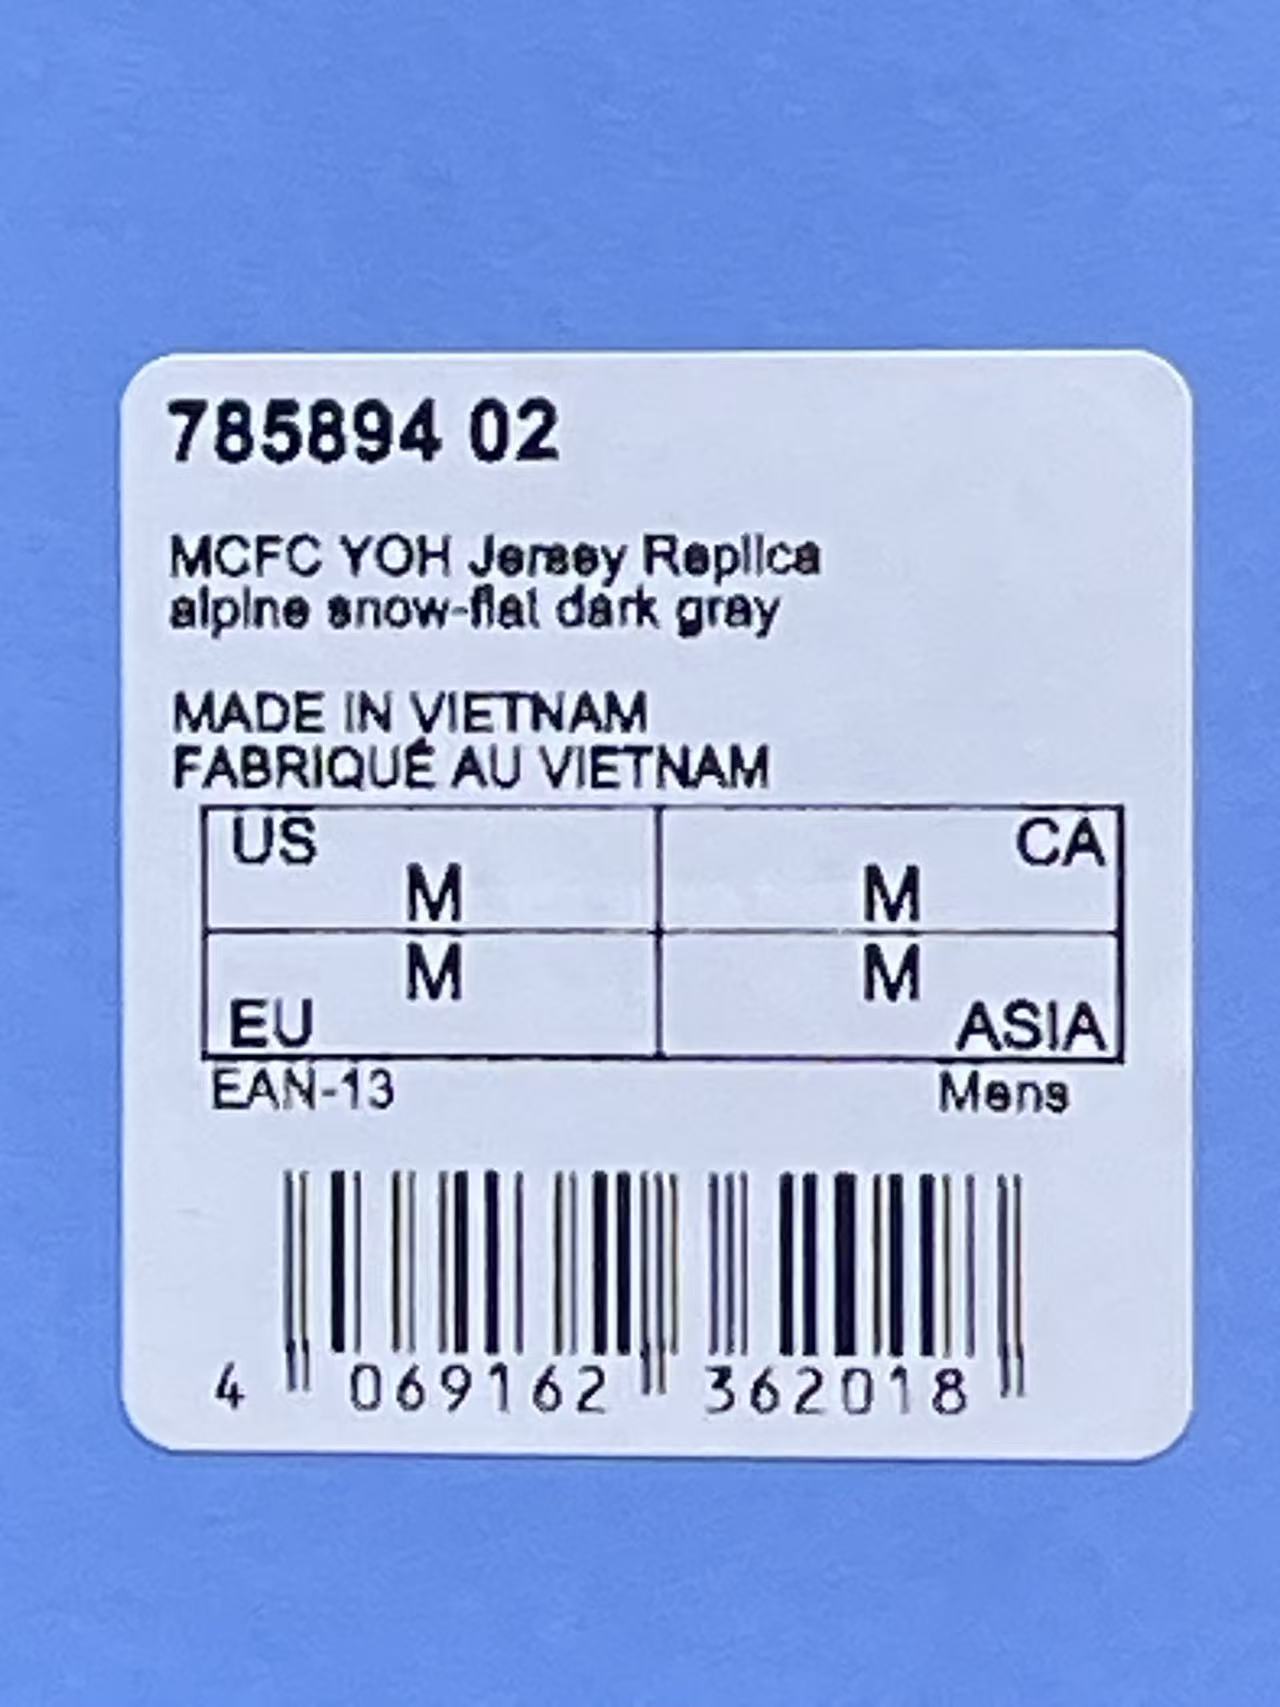 785894 02
MCFC YOH Jersey Replica
alpine snow-flat dark gray
MADE IN VIETNAM
FABRIQUÉ AU VIETNAM
US CA
M M
M M
EU ASIA
EAN-13 Mens
4 069162 362018